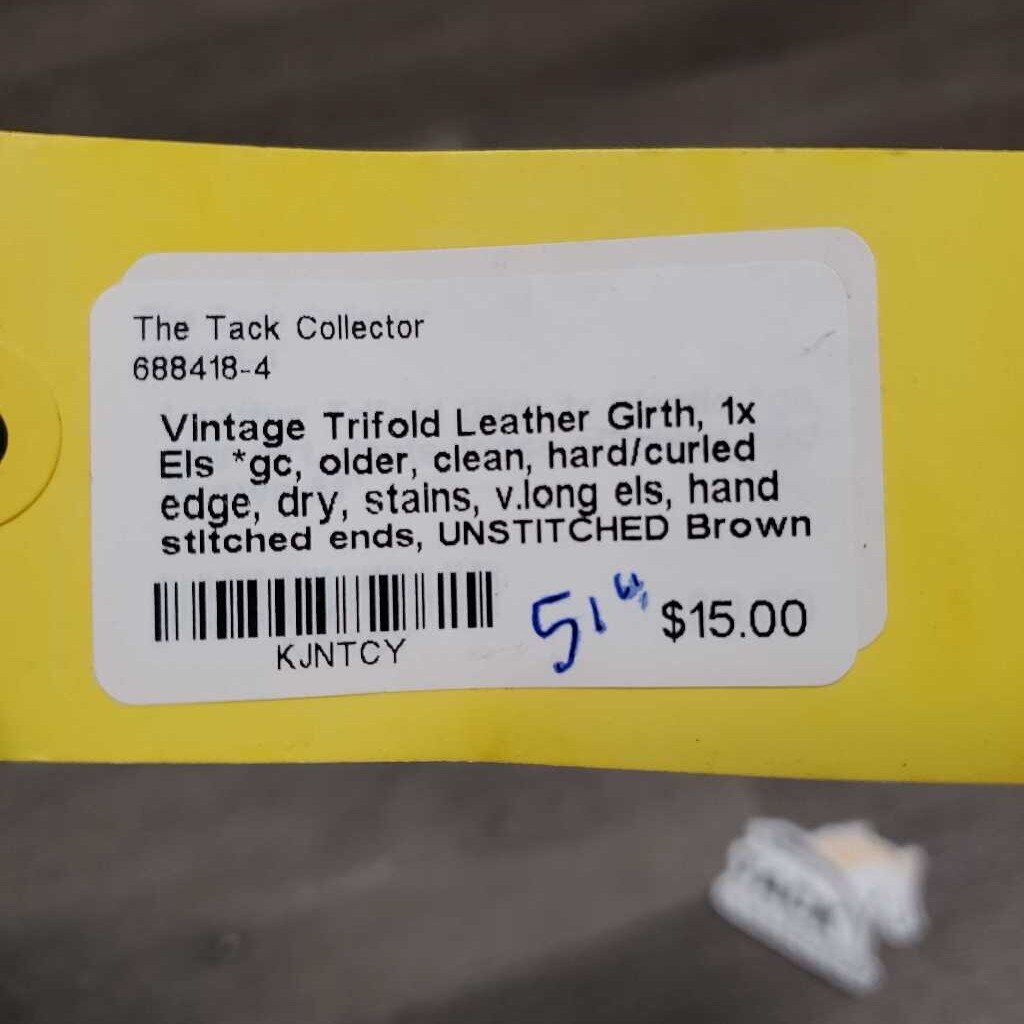 The Tack Collector
688418-4
Vintage Trifold Leather Girth, 1x
Els *gc, older, clean, hard/curled
edge, dry, stains, v.long els, hand
stitched ends, UNSTITCHED Brown
51" $15.00
KJNTCY